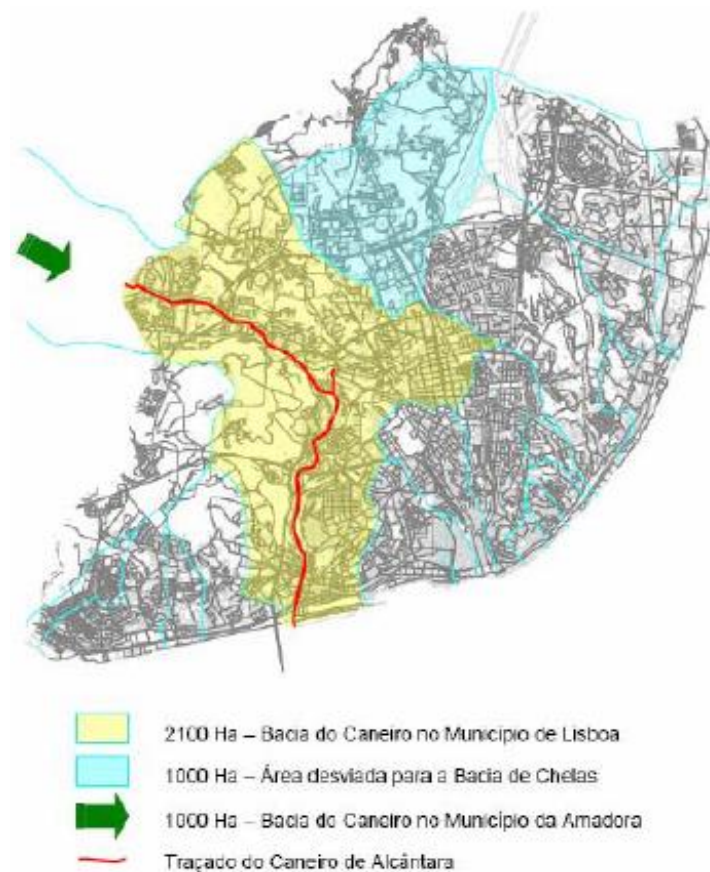 2100 Ha – Bacia do Caneiro no Município de Lisboa
1000 Ha – Área desviada para a Bacia de Chelas
1000 Ha – Bacia do Caneiro no Município da Amadora
Traçado do Caneiro de Alcântara